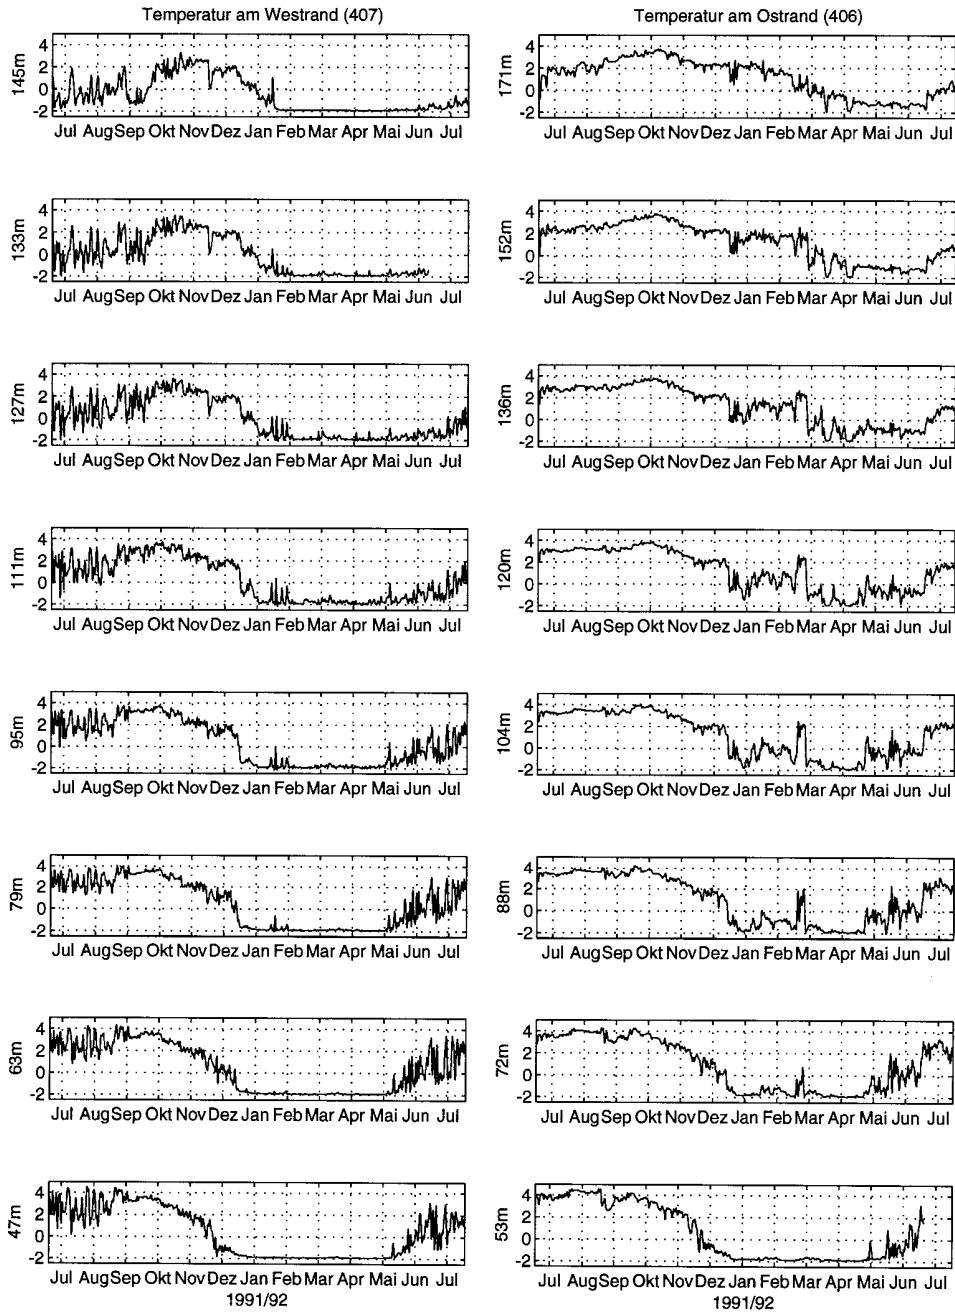 Temperatur am Westrand (407)
145m
4
2
0
-2
Jul Aug Sep Okt Nov Dez Jan Feb Mar Apr Mai Jun Jul
133m
4
2
0
-2
Jul Aug Sep Okt Nov Dez Jan Feb Mar Apr Mai Jun Jul
127m
4
2
0
-2
Jul Aug Sep Okt Nov Dez Jan Feb Mar Apr Mai Jun Jul
111m
4
2
0
-2
Jul Aug Sep Okt Nov Dez Jan Feb Mar Apr Mai Jun Jul
95m
4
2
0
-2
Jul Aug Sep Okt Nov Dez Jan Feb Mar Apr Mai Jun Jul
79m
4
2
0
-2
Jul Aug Sep Okt Nov Dez Jan Feb Mar Apr Mai Jun Jul
63m
4
2
0
-2
Jul Aug Sep Okt Nov Dez Jan Feb Mar Apr Mai Jun Jul
47m
4
2
0
-2
Jul Aug Sep Okt Nov Dez Jan Feb Mar Apr Mai Jun Jul
1991/92
Temperatur am Ostrand (406)
171m
4
2
0
-2
Jul Aug Sep Okt Nov Dez Jan Feb Mar Apr Mai Jun Jul
152m
4
2
0
-2
Jul Aug Sep Okt Nov Dez Jan Feb Mar Apr Mai Jun Jul
136m
4
2
0
-2
Jul Aug Sep Okt Nov Dez Jan Feb Mar Apr Mai Jun Jul
120m
4
2
0
-2
Jul Aug Sep Okt Nov Dez Jan Feb Mar Apr Mai Jun Jul
104m
4
2
0
-2
Jul Aug Sep Okt Nov Dez Jan Feb Mar Apr Mai Jun Jul
88m
4
2
0
-2
Jul Aug Sep Okt Nov Dez Jan Feb Mar Apr Mai Jun Jul
72m
4
2
0
-2
Jul Aug Sep Okt Nov Dez Jan Feb Mar Apr Mai Jun Jul
53m
4
2
0
-2
Jul Aug Sep Okt Nov Dez Jan Feb Mar Apr Mai Jun Jul
1991/92